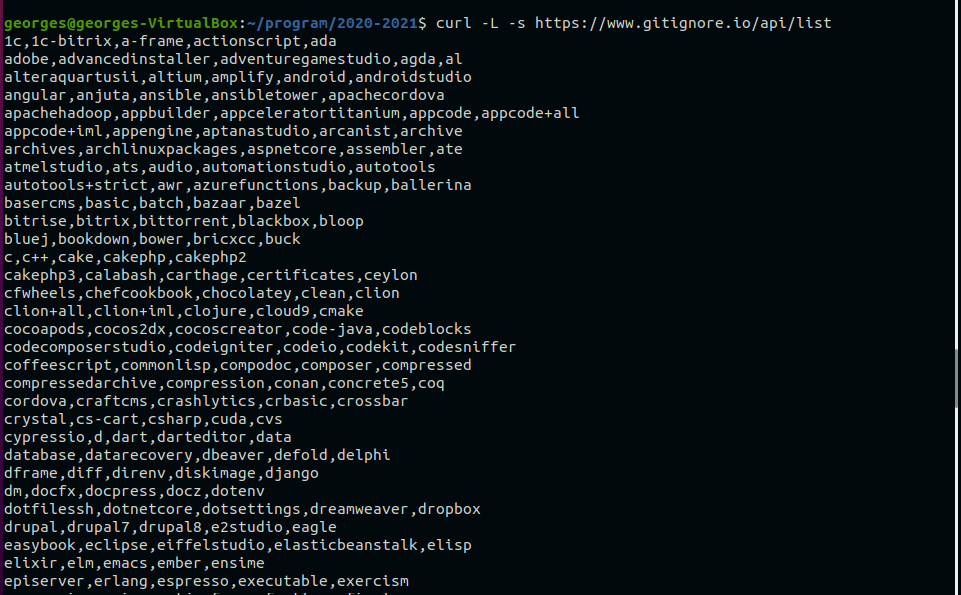 georges@georges-VirtualBox:~/program/2020-2021$ curl -L -s https://www.gitignore.io/api/list
1c,1c-bitrix,a-frame,actionscript,ada
adobe,advancedinstaller,adventuregamestudio,agda,al
alteraquartusii,altium,amplify,android,androidstudio
angular,anjuta,ansible,ansibletower,apachecordova
apachehadoop,appbuilder,appceleratortitanium,appcode,appcode+all
appcode+iml,appengine,aptanastudio,arcanist,archive
archives,archlinuxpackages,aspnetcore,assembler,ate
atmelstudio,ats,audio,automationstudio,autotools
autotools+strict,awr,azurefunctions,backup,ballerina
basercms,basic,batch,bazaar,bazel
bitrise,bitrix,bittorrent,blackbox,bloop
bluej,bookdown,bower,bricxcc,buck
c,c++,cake,cakephp,cakephp2
cakephp3,calabash,carthage,certificates,ceylon
cfwheels,chefcookbook,chocolatey,clean,clion
clion+all,clion+iml,clojure,cloud9,cmake
cocoapods,cocos2dx,cocoscreator,code-java,codeblocks
codecomposerstudio,codeigniter,codeio,codekit,codesniffer
coffeescript,commonlisp,compodoc,composer,compressed
compressedarchive,compression,conan,concrete5,coq
cordova,craftcms,crashlytics,crbasic,crossbar
crystal,cs-cart,csharp,cuda,cvs
cypressio,d,dart,darteditor,data
database,datarecovery,dbeaver,defold,delphi
dframe,diff,direnv,diskimage,django
dm,docfx,docpress,docz,dotenv
dotfilessh,dotnetcore,dotsettings,dreamweaver,dropbox
drupal,drupal7,drupal8,e2studio,eagle
easybook,eclipse,eiffelstudio,elasticbeanstalk,elisp
elixir,elm,emacs,ember,ensime
episerver,erlang,espresso,executable,exercism